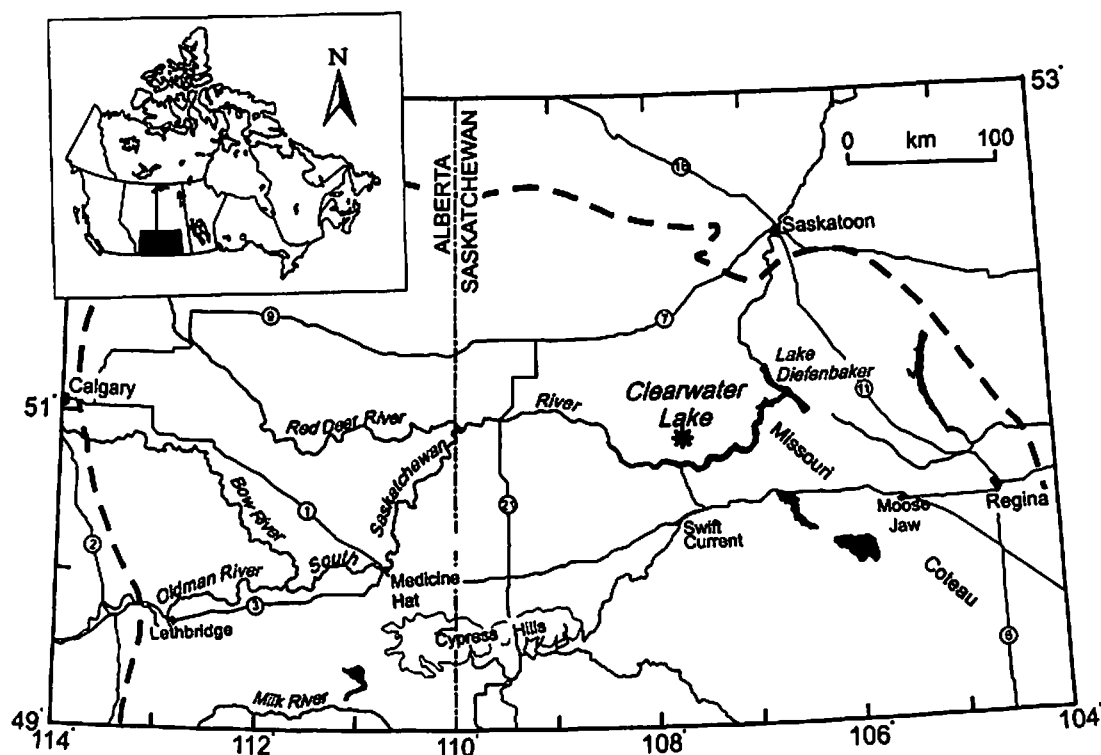 N
53°
0 km 100
ALBERTA
SASKATCHEWAN
16
Saskatoon
9
7
Lake
Diefenbaker
Calgary
51°
Red Deer River
River
Clearwater
Lake
11
Missouri
Bow River
1
Saskatchewan
21
Moose
Jaw
Regina
Swift
Current
2
Oldman River
South
Medicine
Hat
3
Coteau
Lethbridge
Cypress Hills
6
Milk River
49°
114°
112
110
108
106
104°